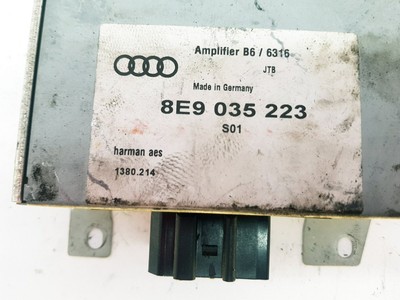 Amplifier B6 / 6316
JTB
Made in Germany
8E9 035 223
S01
harman aes
1380.214